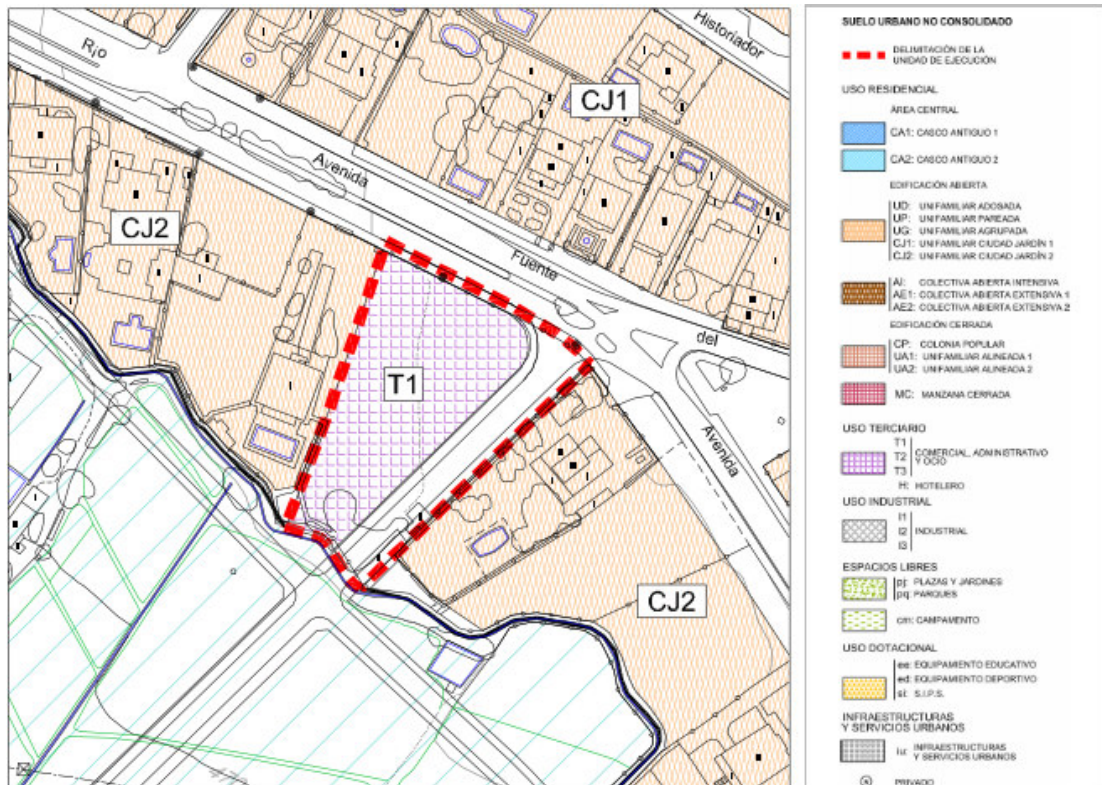 Historiador
Río
CJ1
Avenida
CJ2
Fuente
del
T1
Avenida
CJ2
SUELO URBANO NO CONSOLIDADO
DELIMITACIÓN DE LA
UNIDAD DE EJECUCIÓN
USO RESIDENCIAL
ÁREA CENTRAL
CA1: CASCO ANTIGUO 1
CA2: CASCO ANTIGUO 2
EDIFICACIÓN ABIERTA
UD: UNIFAMILIAR ADOSADA
UP: UNIFAMILIAR PAREADA
UG: UNIFAMILIAR AGRUPADA
CJ1: UNIFAMILIAR CIUDAD JARDÍN 1
CJ2: UNIFAMILIAR CIUDAD JARDÍN 2
AI: COLECTIVA ABIERTA INTENSIVA
AE1: COLECTIVA ABIERTA EXTENSIVA 1
AE2: COLECTIVA ABIERTA EXTENSIVA 2
EDIFICACIÓN CERRADA
CP: COLONIA POPULAR
UA1: UNIFAMILIAR ALINEADA 1
UA2: UNIFAMILIAR ALINEADA 2
MC: MANZANA CERRADA
USO TERCIARIO
T1
T2 COMERCIAL, ADMINISTRATIVO
Y OCIO
T3
H: HOTELERO
USO INDUSTRIAL
I1
I2 INDUSTRIAL
I3
ESPACIOS LIBRES
pj: PLAZAS Y JARDINES
pq: PARQUES
cm: CAMPAMENTO
USO DOTACIONAL
ee: EQUIPAMIENTO EDUCATIVO
ed: EQUIPAMIENTO DEPORTIVO
si: S.I.P.S.
INFRAESTRUCTURAS
Y SERVICIOS URBANOS
iu: INFRAESTRUCTURAS
Y SERVICIOS URBANOS
PRIVADO